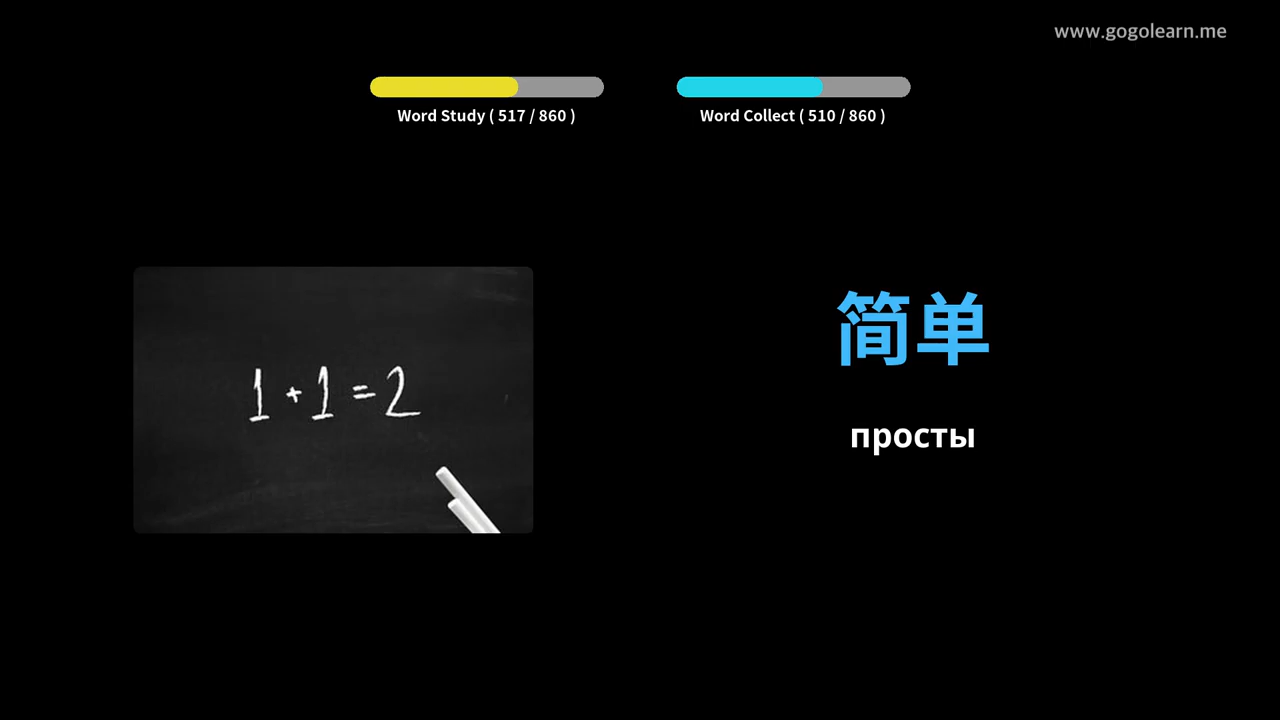 www.gogolearn.me
Word Study ( 517 / 860 )
Word Collect ( 510 / 860 )
1 + 1 = 2
简单
просты